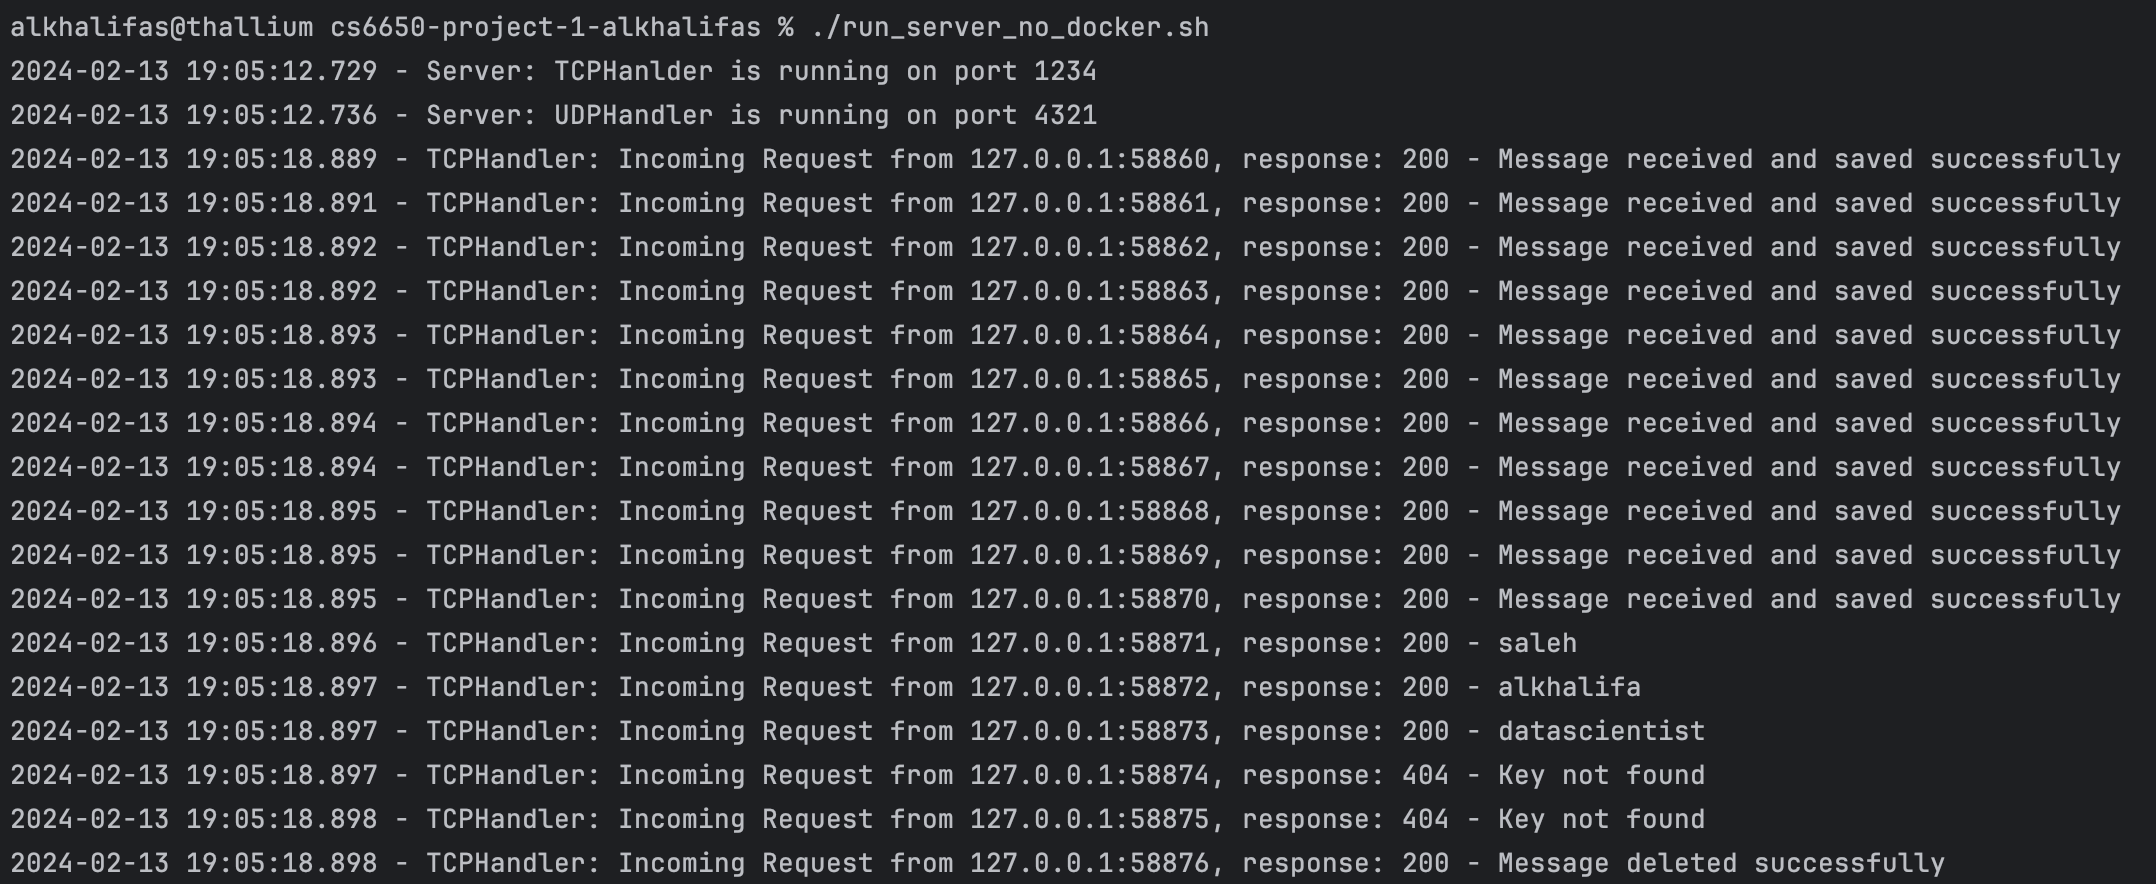 alkhalifas@thallium cs6650-project-1-alkhalifas % ./run_server_no_docker.sh
2024-02-13 19:05:12.729 - Server: TCPHanlder is running on port 1234
2024-02-13 19:05:12.736 - Server: UDPHandler is running on port 4321
2024-02-13 19:05:18.889 - TCPHandler: Incoming Request from 127.0.0.1:58860, response: 200 - Message received and saved successfully
2024-02-13 19:05:18.891 - TCPHandler: Incoming Request from 127.0.0.1:58861, response: 200 - Message received and saved successfully
2024-02-13 19:05:18.892 - TCPHandler: Incoming Request from 127.0.0.1:58862, response: 200 - Message received and saved successfully
2024-02-13 19:05:18.892 - TCPHandler: Incoming Request from 127.0.0.1:58863, response: 200 - Message received and saved successfully
2024-02-13 19:05:18.893 - TCPHandler: Incoming Request from 127.0.0.1:58864, response: 200 - Message received and saved successfully
2024-02-13 19:05:18.893 - TCPHandler: Incoming Request from 127.0.0.1:58865, response: 200 - Message received and saved successfully
2024-02-13 19:05:18.894 - TCPHandler: Incoming Request from 127.0.0.1:58866, response: 200 - Message received and saved successfully
2024-02-13 19:05:18.894 - TCPHandler: Incoming Request from 127.0.0.1:58867, response: 200 - Message received and saved successfully
2024-02-13 19:05:18.895 - TCPHandler: Incoming Request from 127.0.0.1:58868, response: 200 - Message received and saved successfully
2024-02-13 19:05:18.895 - TCPHandler: Incoming Request from 127.0.0.1:58869, response: 200 - Message received and saved successfully
2024-02-13 19:05:18.895 - TCPHandler: Incoming Request from 127.0.0.1:58870, response: 200 - Message received and saved successfully
2024-02-13 19:05:18.896 - TCPHandler: Incoming Request from 127.0.0.1:58871, response: 200 - saleh
2024-02-13 19:05:18.897 - TCPHandler: Incoming Request from 127.0.0.1:58872, response: 200 - alkhalifa
2024-02-13 19:05:18.897 - TCPHandler: Incoming Request from 127.0.0.1:58873, response: 200 - datascientist
2024-02-13 19:05:18.897 - TCPHandler: Incoming Request from 127.0.0.1:58874, response: 404 - Key not found
2024-02-13 19:05:18.898 - TCPHandler: Incoming Request from 127.0.0.1:58875, response: 404 - Key not found
2024-02-13 19:05:18.898 - TCPHandler: Incoming Request from 127.0.0.1:58876, response: 200 - Message deleted successfully